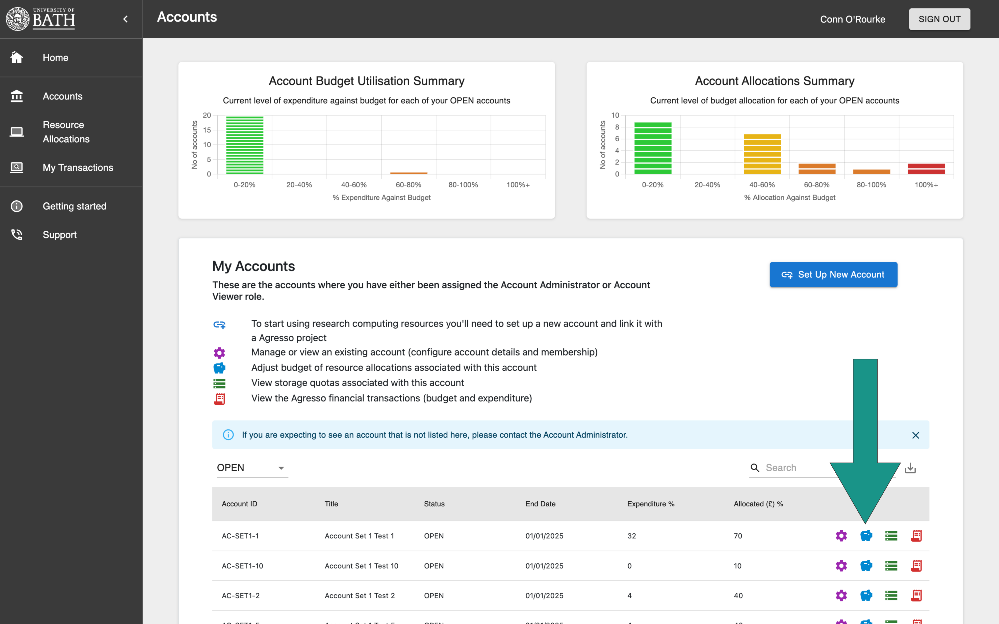 UNIVERSITY OF
BATH
Accounts
Conn O'Rourke
SIGN OUT
Home
Accounts
Resource
Allocations
My Transactions
Getting started
Support
Account Budget Utilisation Summary
Current level of expenditure against budget for each of your OPEN accounts
No of accounts
20
15
10
5
0
0-20%
20-40%
40-60%
60-80%
80-100%
100%+
% Expenditure Against Budget
Account Allocations Summary
Current level of budget allocation for each of your OPEN accounts
No of accounts
10
8
6
4
2
0
0-20%
20-40%
40-60%
60-80%
80-100%
100%+
% Allocation Against Budget
My Accounts
Set Up New Account
These are the accounts where you have either been assigned the Account Administrator or Account
Viewer role.
To start using research computing resources you'll need to set up a new account and link it with
a Agresso project
Manage or view an existing account (configure account details and membership)
Adjust budget of resource allocations associated with this account
View storage quotas associated with this account
View the Agresso financial transactions (budget and expenditure)
If you are expecting to see an account that is not listed here, please contact the Account Administrator.
OPEN
Search
Account ID Title Status End Date Expenditure % Allocated (£) %
AC-SET1-1 Account Set 1 Test 1 OPEN 01/01/2025 32 70
AC-SET1-10 Account Set 1 Test 10 OPEN 01/01/2025 0 10
AC-SET1-2 Account Set 1 Test 2 OPEN 01/01/2025 4 40